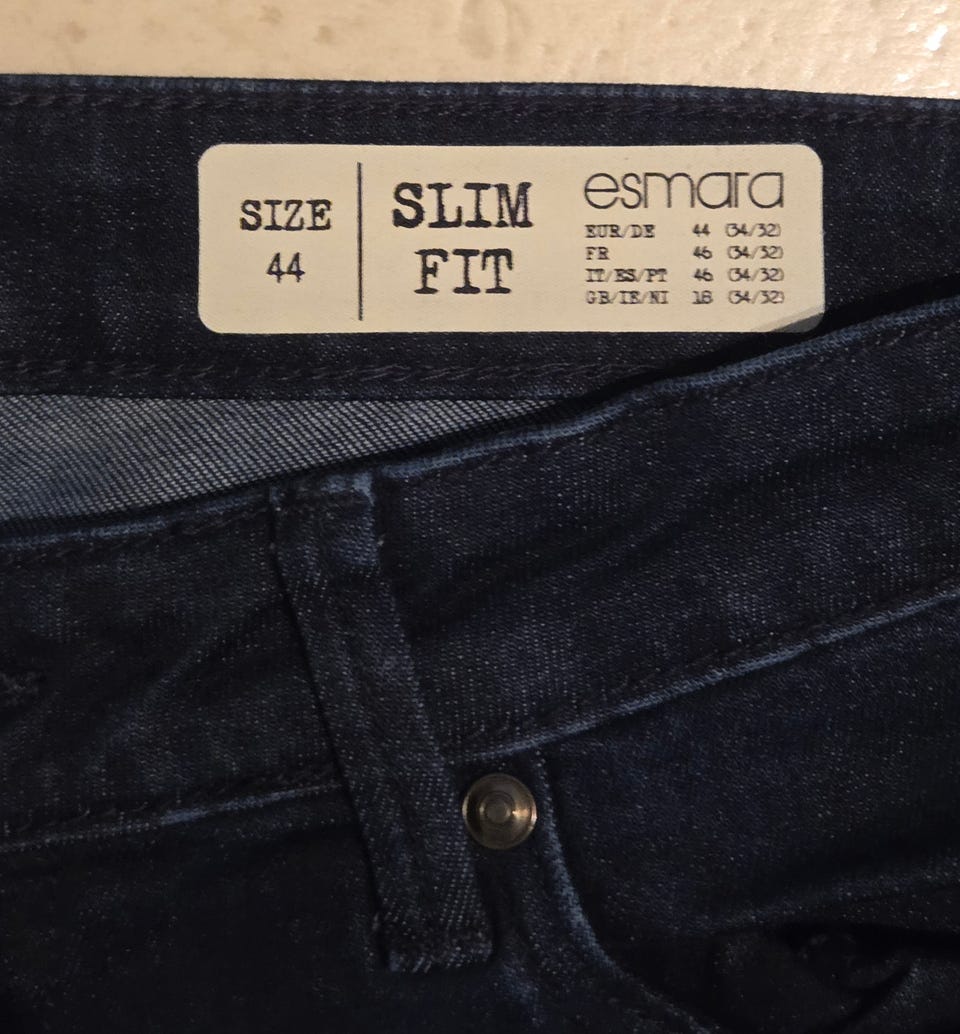 SIZE
44
SLIM
FIT
esmara
EUR/DE 44 (34/32)
FR 46 (34/32)
IT/ES/PT 46 (34/32)
GB/IE/NI 18 (34/32)